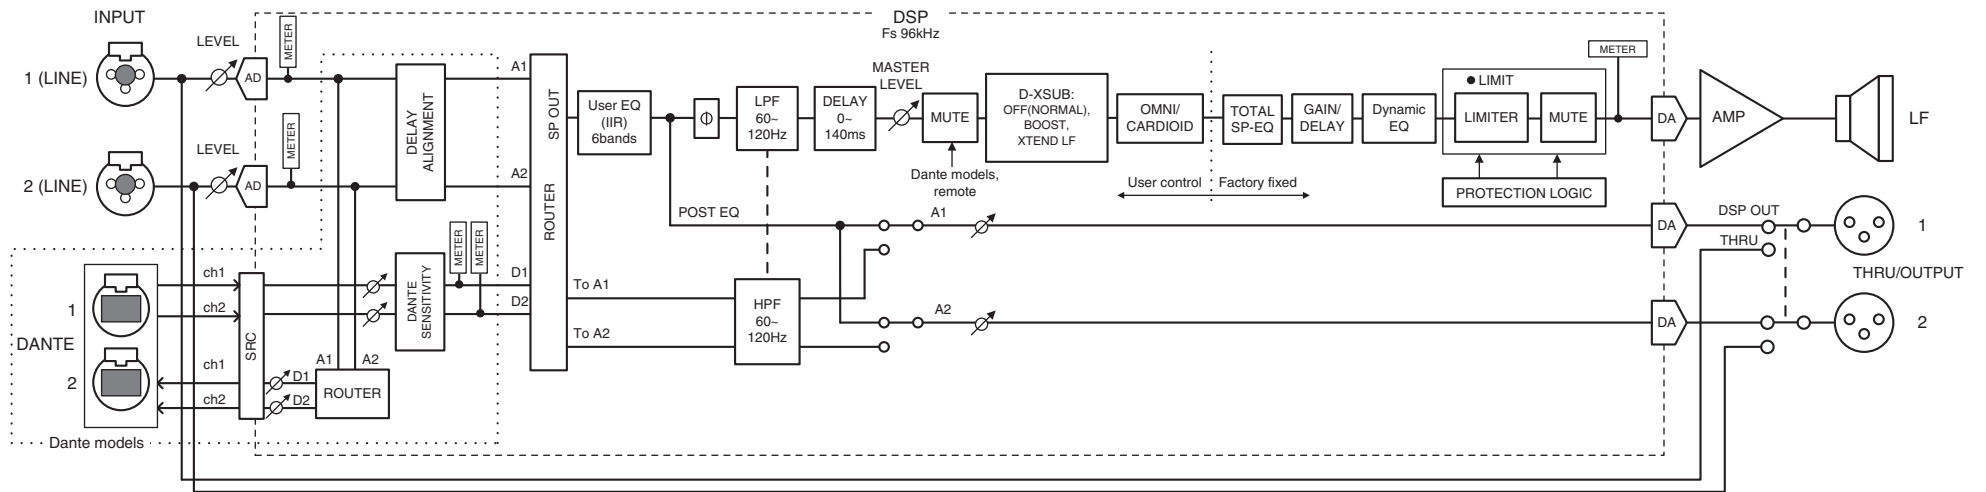 INPUT
DSP
Fs 96kHz
LEVEL
METER
METER
1 (LINE)
AD
A1
MASTER
LEVEL
LIMIT
DELAY
ALIGNMENT
SP OUT
User EQ
(IIR)
6bands
Φ
LPF
60~
120Hz
DELAY
0~
140ms
MUTE
D-XSUB:
OFF(NORMAL),
BOOST,
XTEND LF
OMNI/
CARDIOID
TOTAL
SP-EQ
GAIN/
DELAY
Dynamic
EQ
LIMITER
MUTE
DA
AMP
LF
METER
LEVEL
2 (LINE)
AD
A2
Dante models,
remote
User control
Factory fixed
PROTECTION LOGIC
ROUTER
POST EQ
A1
DA
DSP OUT
1
THRU
METER
METER
THRU/OUTPUT
ch1
D1
1
ch2
DANTE
SENSITIVITY
D2
To A1
HPF
60~
120Hz
A2
DA
2
To A2
DANTE
SRC
ch1
A1
A2
2
D1
ROUTER
ch2
D2
Dante models